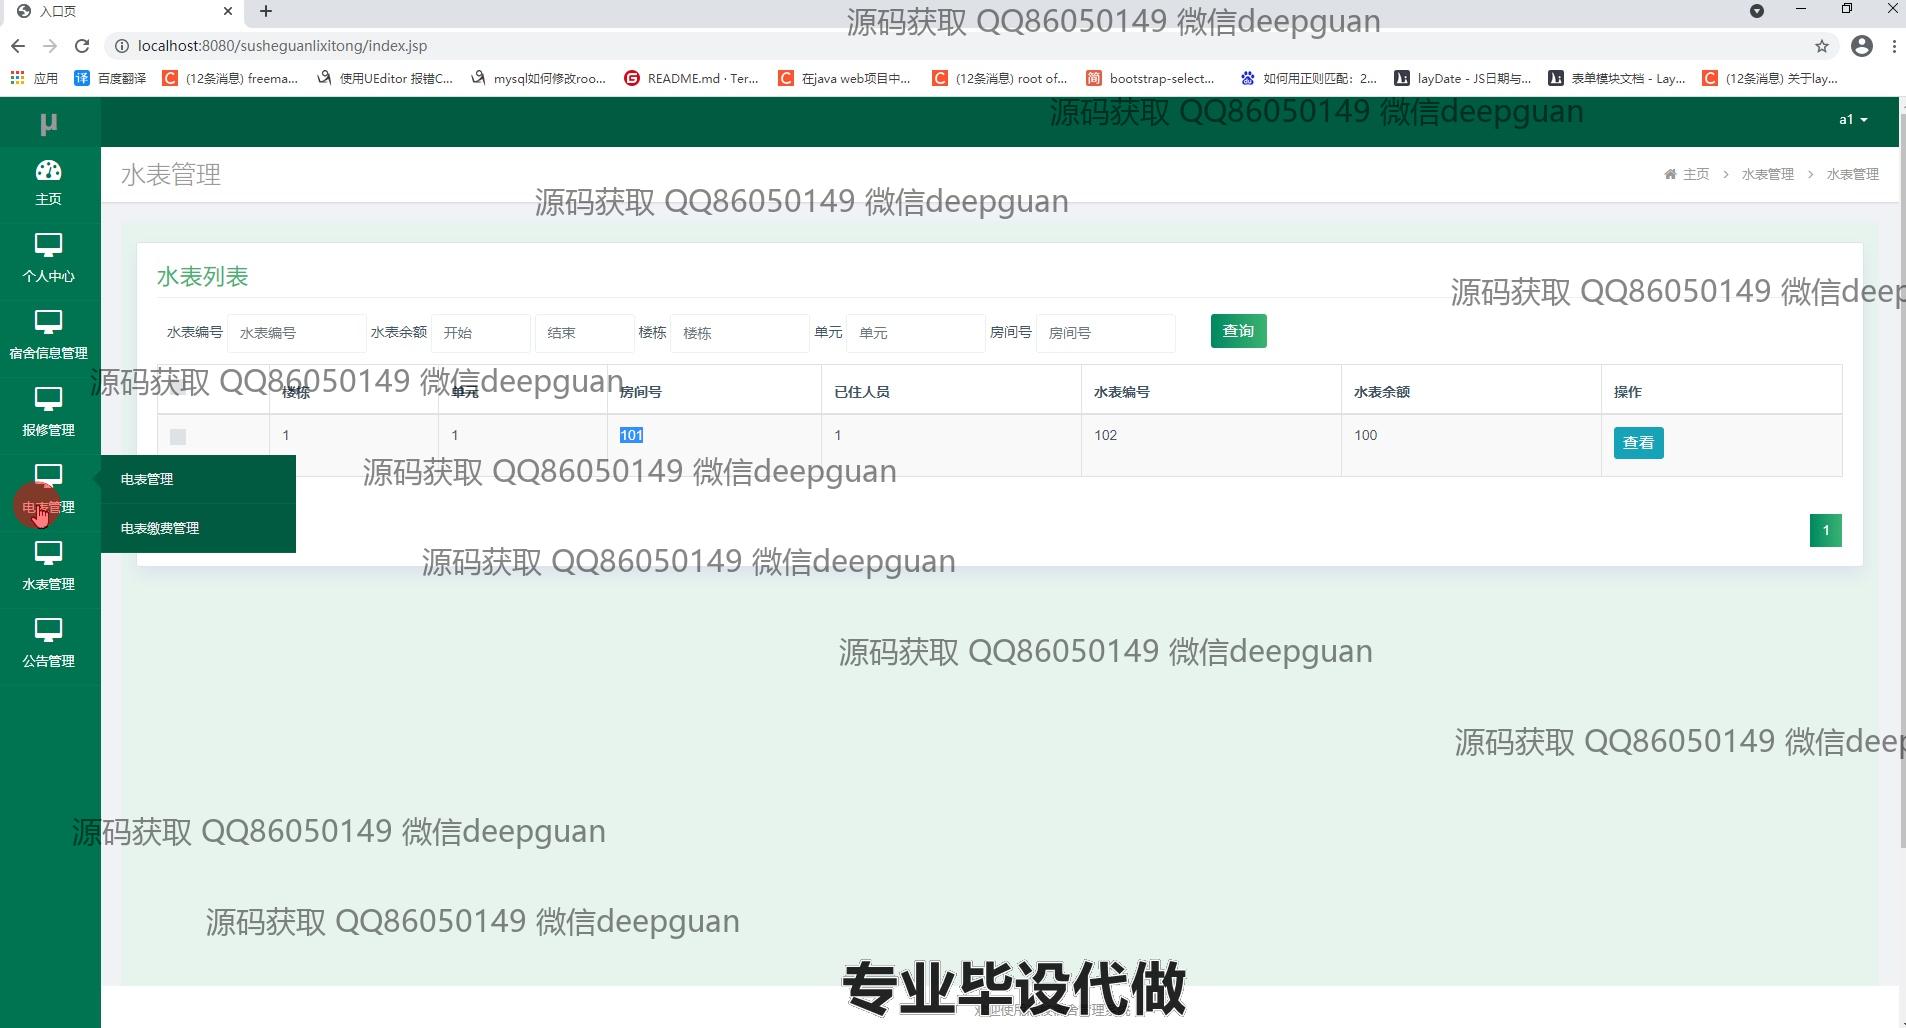 入口页
源码获取 QQ86050149 微信deepguan
localhost:8080/susheguanlixitong/index.jsp
应用 百度翻译 (12条消息) freema... 使用UEditor 报错C... mysql如何修改roo... README.md · Ter... 在java web项目中... (12条消息) root of... bootstrap-select... 如何用正则匹配：2... layDate - JS日期与... 表单模块文档 - Lay... (12条消息) 关于lay...
源码获取 QQ86050149 微信deepguan
μ
a1
主页
水表管理
主页 > 水表管理 > 水表管理
源码获取 QQ86050149 微信deepguan
个人中心
水表列表
源码获取 QQ86050149 微信deep
水表编号 水表编号 水表余额 开始 结束 楼栋 楼栋 单元 单元 房间号 房间号 查询
宿舍信息管理
源码获取 QQ86050149 微信deepguan
楼栋 单元 房间号 已住人员 水表编号 水表余额 操作
报修管理
1 1 101 1 102 100 查看
源码获取 QQ86050149 微信deepguan
电表管理
电表管理
电表缴费管理
1
源码获取 QQ86050149 微信deepguan
水表管理
公告管理
源码获取 QQ86050149 微信deepguan
源码获取 QQ86050149 微信deep
源码获取 QQ86050149 微信deepguan
源码获取 QQ86050149 微信deepguan
专业毕设代做